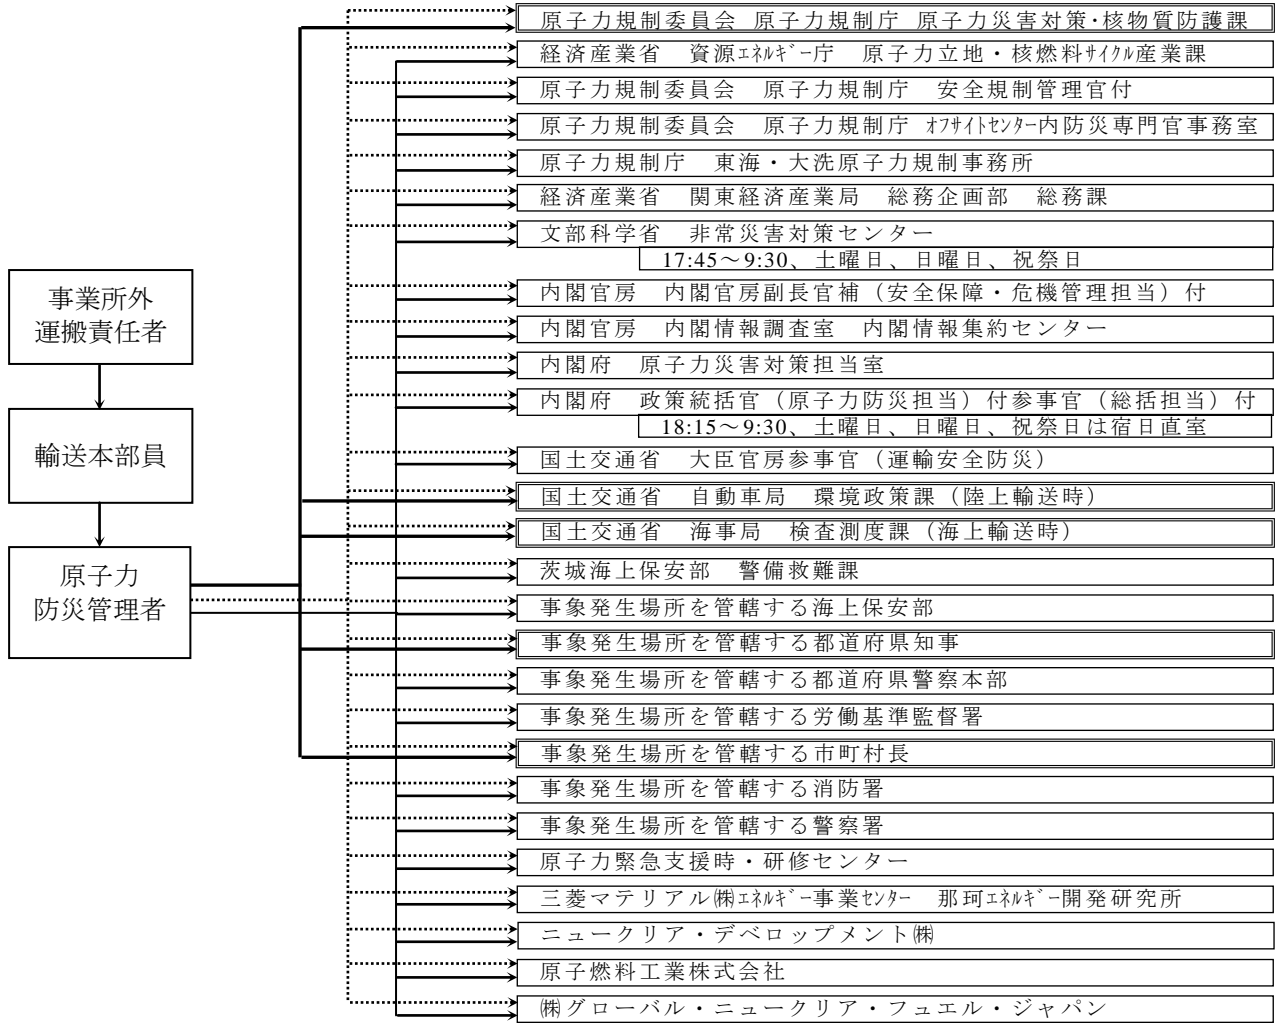 原子力規制委員会 原子力規制庁 原子力災害対策・核物質防護課
経済産業省 資源エネルギー庁 原子力立地・核燃料サイクル産業課
原子力規制委員会 原子力規制庁 安全規制管理官付
原子力規制委員会 原子力規制庁 オフサイトセンター内防災専門官事務室
原子力規制庁 東海・大洗原子力規制事務所
経済産業省 関東経済産業局 総務企画部 総務課
文部科学省 非常災害対策センター
17:45～9:30、土曜日、日曜日、祝祭日
事業所外
運搬責任者
内閣官房 内閣官房副長官補（安全保障・危機管理担当）付
内閣官房 内閣情報調査室 内閣情報集約センター
内閣府 原子力災害対策担当室
内閣府 政策統括官（原子力防災担当）付参事官（総括担当）付
18:15～9:30、土曜日、日曜日、祝祭日は宿日直室
輸送本部員
国土交通省 大臣官房参事官（運輸安全防災）
国土交通省 自動車局 環境政策課（陸上輸送時）
国土交通省 海事局 検査測度課（海上輸送時）
原子力
防災管理者
茨城海上保安部 警備救難課
事象発生場所を管轄する海上保安部
事象発生場所を管轄する都道府県知事
事象発生場所を管轄する都道府県警察本部
事象発生場所を管轄する労働基準監督署
事象発生場所を管轄する市町村長
事象発生場所を管轄する消防署
事象発生場所を管轄する警察署
原子力緊急支援時・研修センター
三菱マテリアル㈱エネルギー事業センター 那珂エネルギー開発研究所
ニュークリア・デベロップメント㈱
原子燃料工業株式会社
㈱グローバル・ニュークリア・フュエル・ジャパン